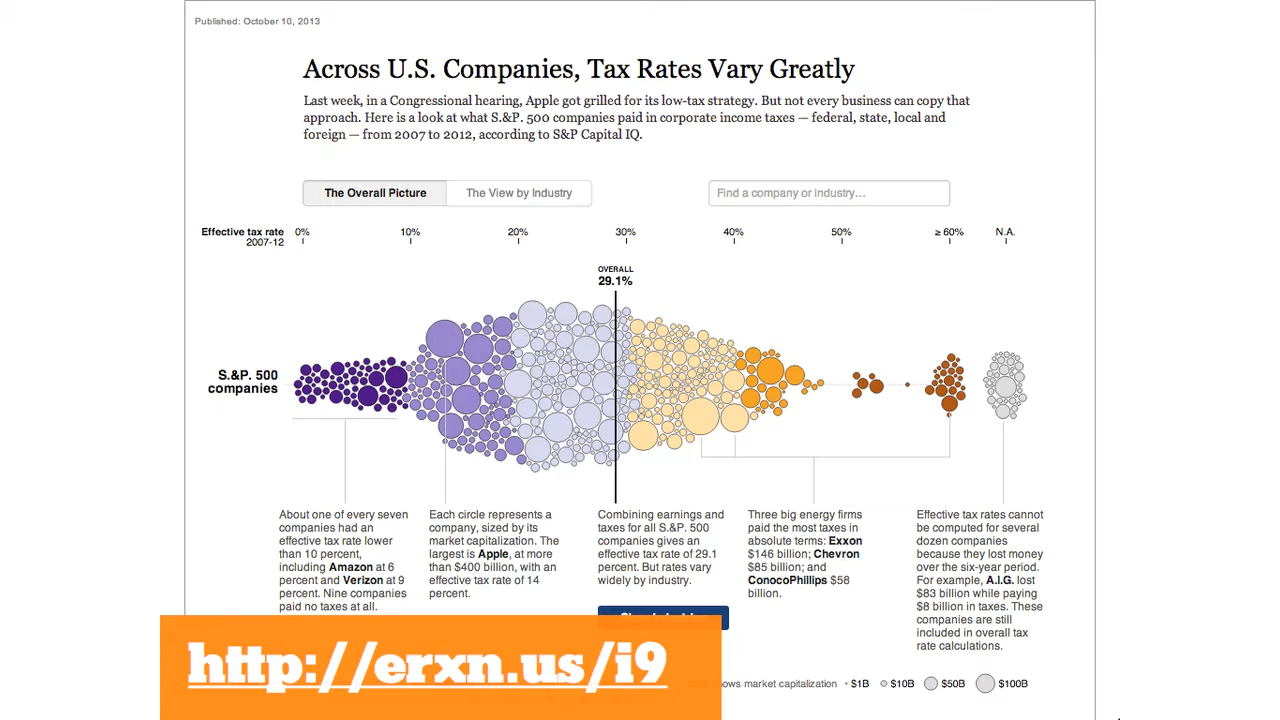 Published: October 10, 2013
Across U.S. Companies, Tax Rates Vary Greatly
Last week, in a Congressional hearing, Apple got grilled for its low-tax strategy. But not every business can copy that
approach. Here is a look at what S.&P. 500 companies paid in corporate income taxes — federal, state, local and
foreign — from 2007 to 2012, according to S&P Capital IQ.
The Overall Picture
The View by Industry
Find a company or industry…
Effective tax rate
2007-12
0%
10%
20%
30%
40%
50%
≥ 60%
N.A.
OVERALL
29.1%
S.&P. 500
companies
About one of every seven
companies had an
effective tax rate lower
than 10 percent,
including Amazon at 6
percent and Verizon at 9
percent. Nine companies
paid no taxes at all.
Each circle represents a
company, sized by its
market capitalization. The
largest is Apple, at more
than $400 billion, with an
effective tax rate of 14
percent.
Combining earnings and
taxes for all S.&P. 500
companies gives an
effective tax rate of 29.1
percent. But rates vary
widely by industry.
Three big energy firms
paid the most taxes in
absolute terms: Exxon
$146 billion; Chevron
$85 billion; and
ConocoPhillips $58
billion.
Effective tax rates cannot
be computed for several
dozen companies
because they lost money
over the six-year period.
For example, A.I.G. lost
$83 billion while paying
$8 billion in taxes. These
companies are still
included in overall tax
rate calculations.
http://erxn.us/i9
shows market capitalization
$1B
$10B
$50B
$100B